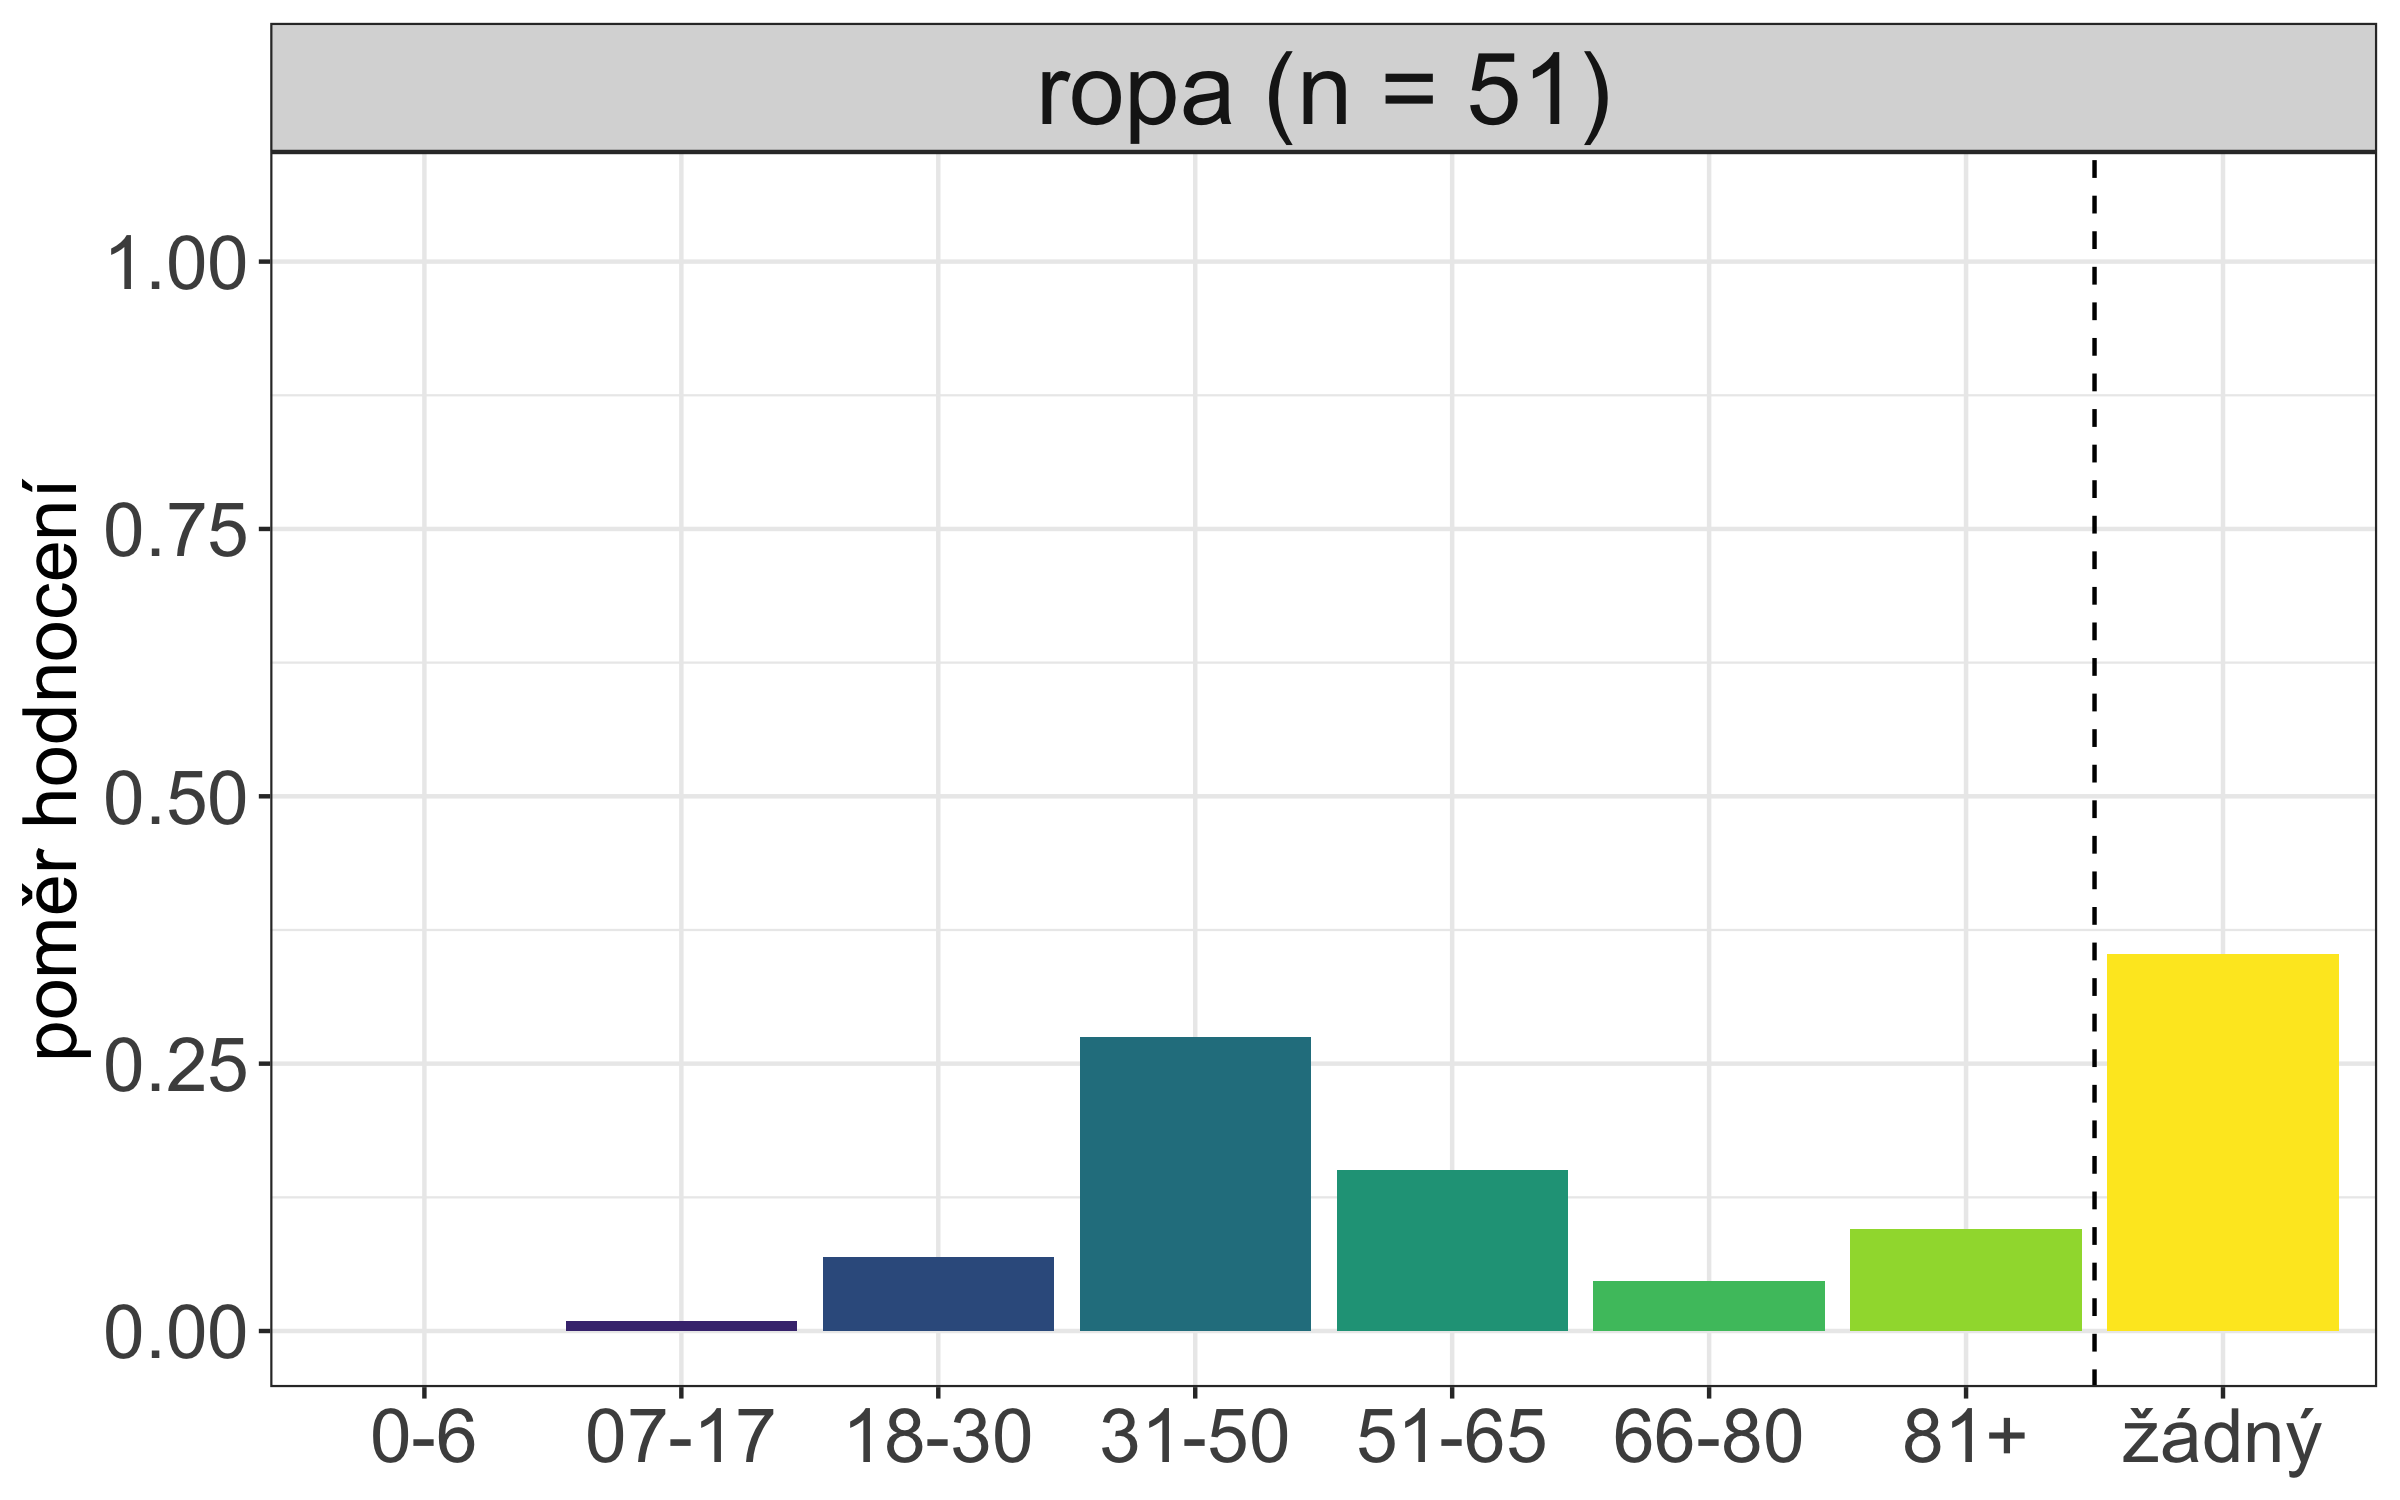 ropa (n = 51)
poměr hodnocení
1.00
0.75
0.50
0.25
0.00
0-6 07-17 18-30 31-50 51-65 66-80 81+ žádný